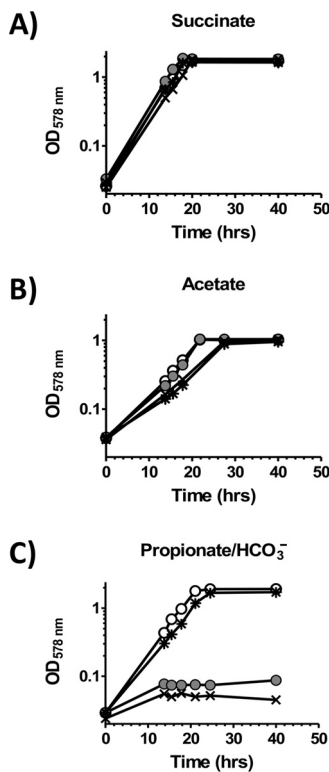 A)
Succinate
OD578 nm
1
0.1
0 10 20 30 40 50
Time (hrs)
B)
Acetate
OD578 nm
1
0.1
0 10 20 30 40 50
Time (hrs)
C)
Propionate/HCO3−
OD578 nm
1
0.1
0 10 20 30 40 50
Time (hrs)